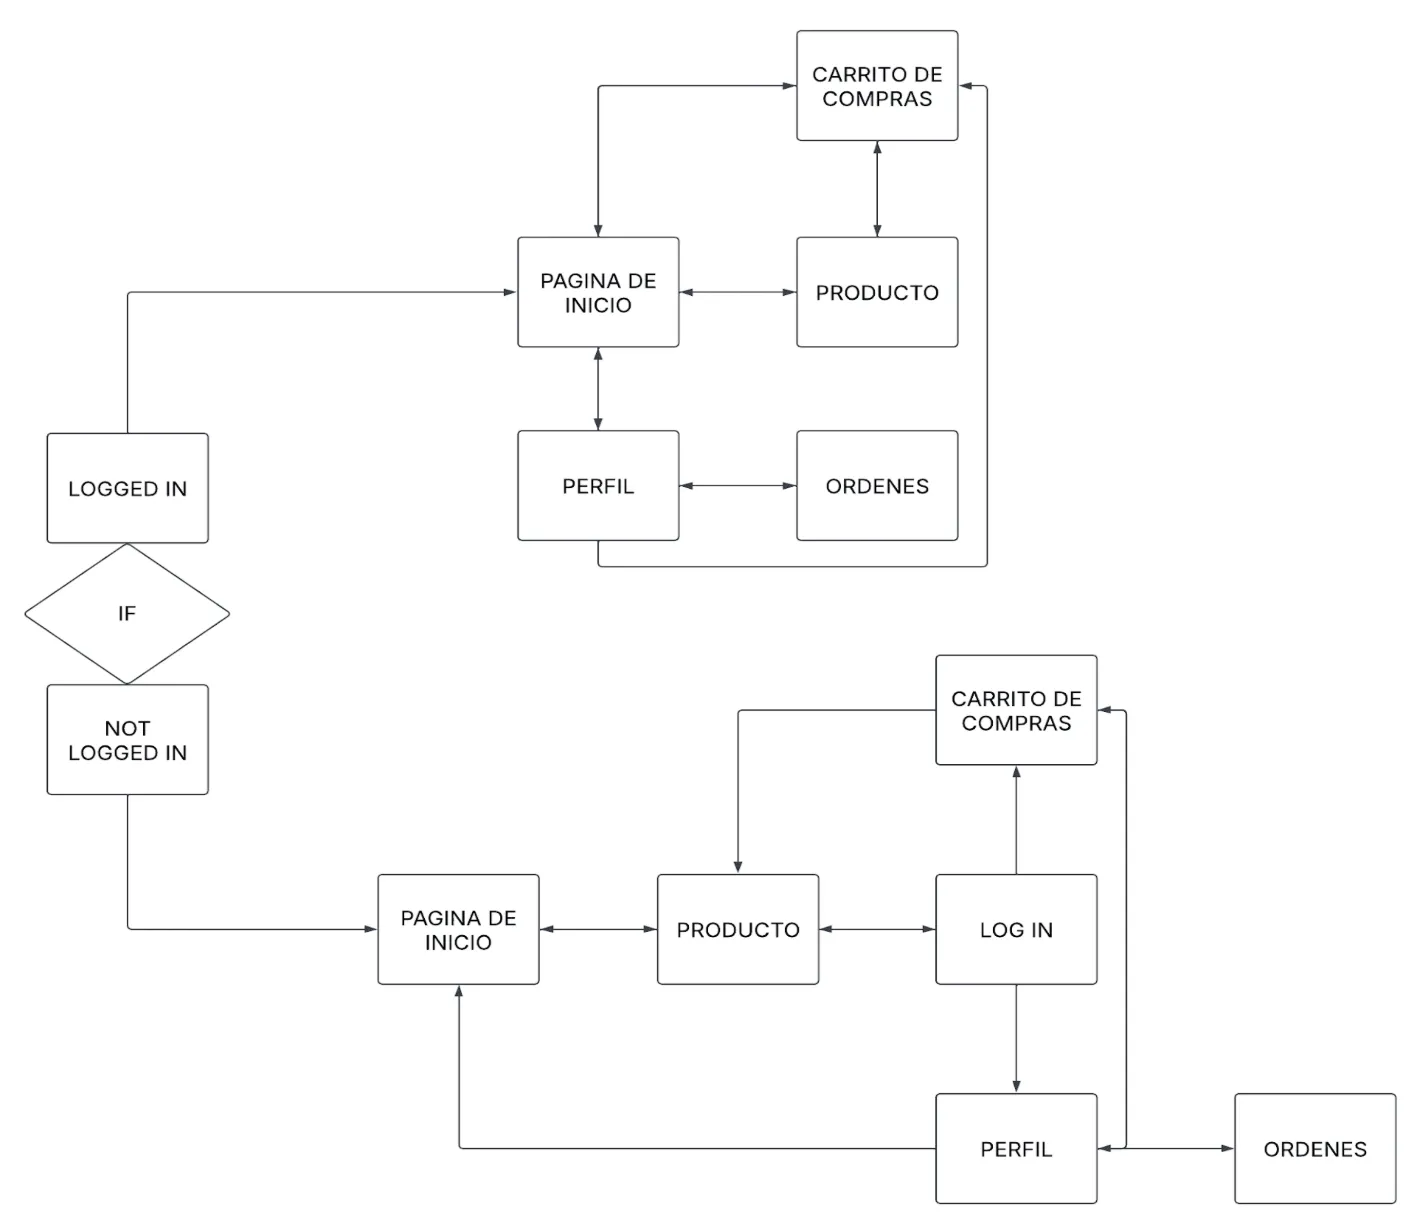 CARRITO DE
COMPRAS
PAGINA DE
INICIO
PRODUCTO
LOGGED IN
PERFIL
ORDENES
IF
NOT
LOGGED IN
CARRITO DE
COMPRAS
PAGINA DE
INICIO
PRODUCTO
LOG IN
PERFIL
ORDENES